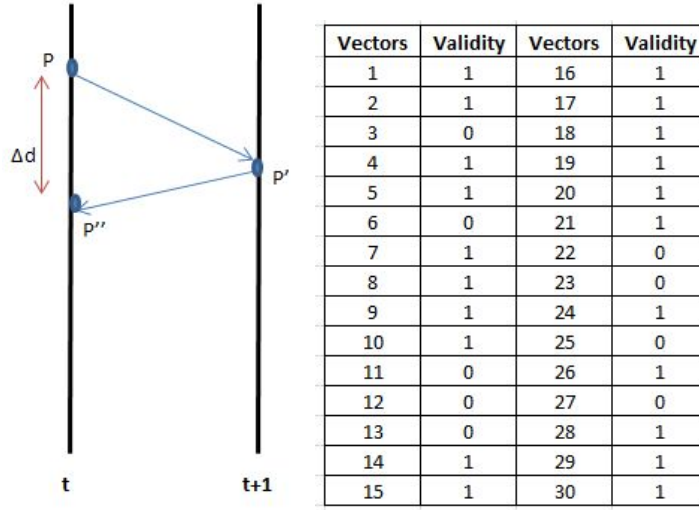 P
Δd
P'
P''
t t+1
Vectors Validity Vectors Validity
1 1 16 1
2 1 17 1
3 0 18 1
4 1 19 1
5 1 20 1
6 0 21 1
7 1 22 0
8 1 23 0
9 1 24 1
10 1 25 0
11 0 26 1
12 0 27 0
13 0 28 1
14 1 29 1
15 1 30 1